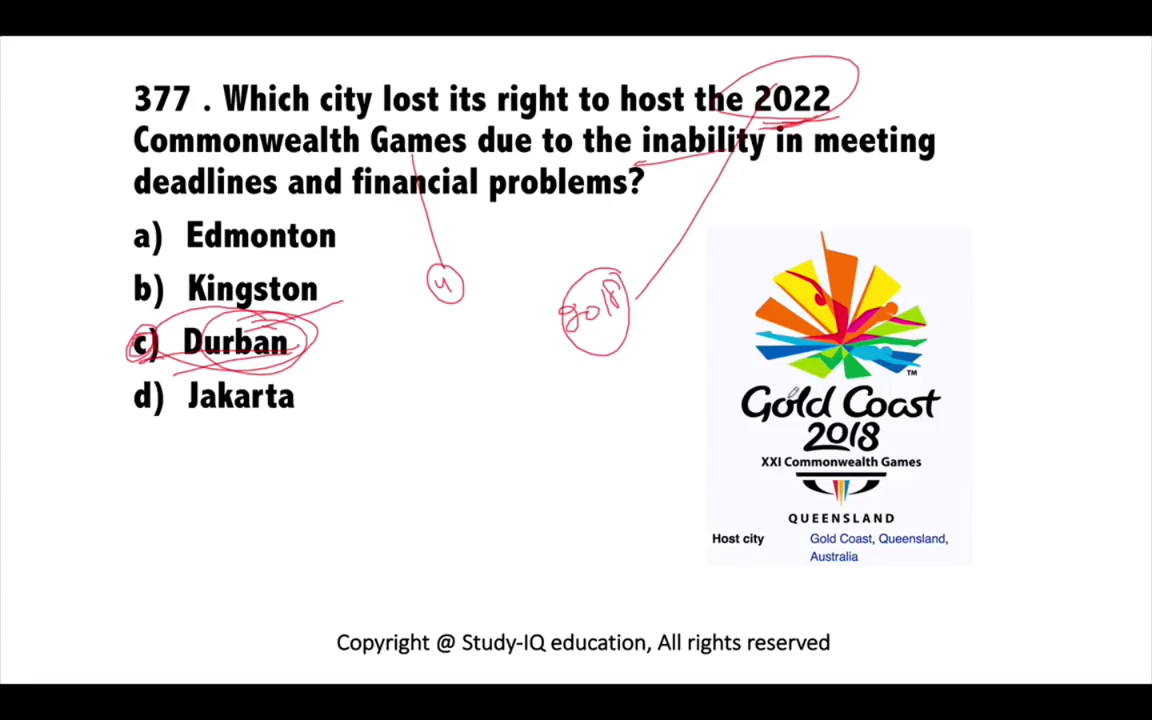 377 . Which city lost its right to host the 2022
Commonwealth Games due to the inability in meeting
deadlines and financial problems?
a) Edmonton
b) Kingston
c) Durban
d) Jakarta
4
Gold Coast
2018
TM
XXI Commonwealth Games
QUEENSLAND
Host city Gold Coast, Queensland,
Australia
Copyright @ Study-IQ education, All rights reserved